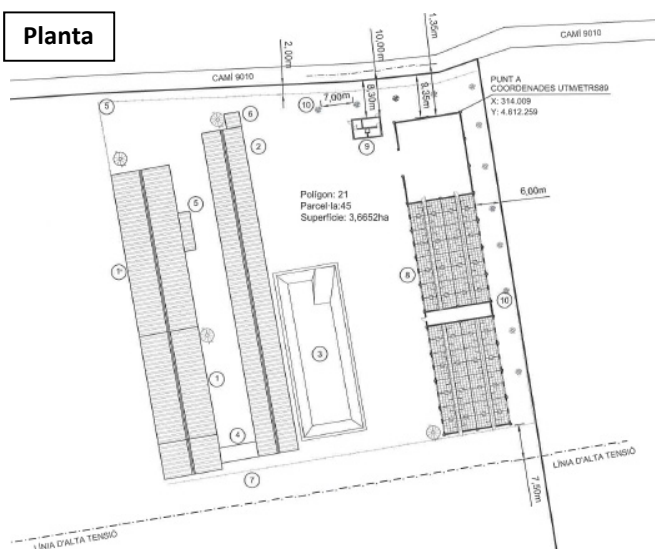 Planta
1,35m
10,00m
2,00m
CAMÍ 9010
CAMÍ 9010
PUNT A
COORDENADES UTM/ETRS89
X: 314.009
Y: 4.612.259
10
7,00m
8,30m
9,35m
5
6
2
9
Polígon: 21
Parcel·la:45
Superfície: 3,6652ha
6,00m
5
1
8
10
3
1
4
7
7,50m
LÍNIA D'ALTA TENSIÓ
LÍNIA D'ALTA TENSIÓ